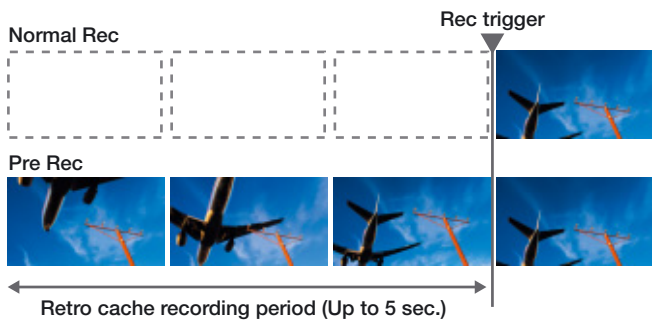 Rec trigger
Normal Rec
Pre Rec
Retro cache recording period (Up to 5 sec.)